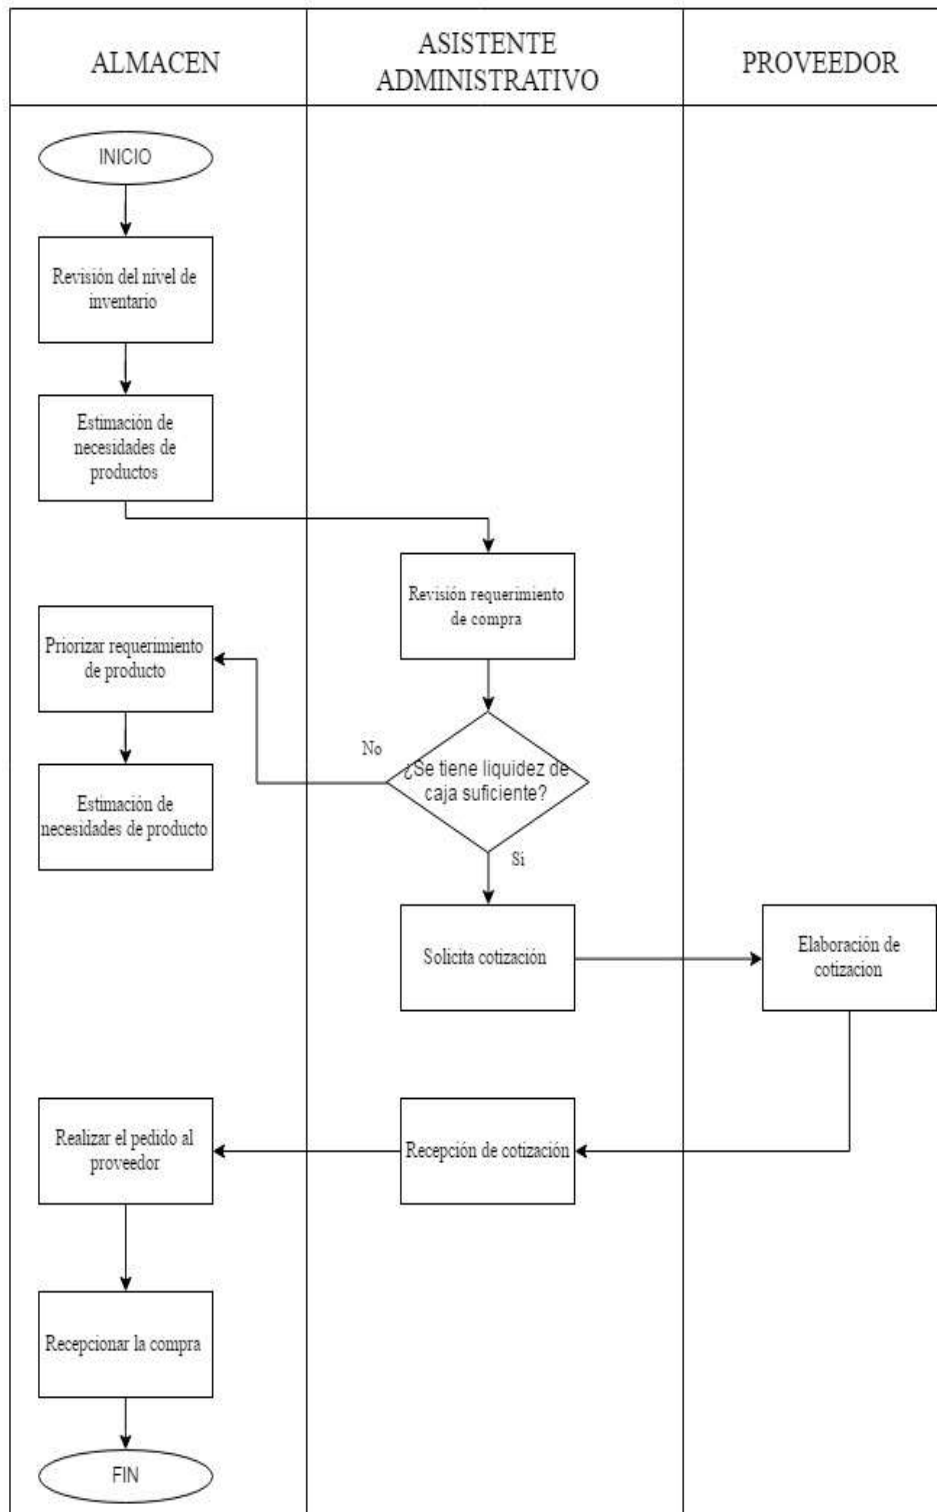 ALMACEN
ASISTENTE
ADMINISTRATIVO
PROVEEDOR
INICIO
Revisión del nivel de
inventario
Estimación de
necesidades de
productos
Revisión requerimiento
de compra
Priorizar requerimiento
de producto
No
¿Se tiene liquidez de
caja suficiente?
Estimación de
necesidades de producto
Si
Solicita cotización
Elaboración de
cotizacion
Realizar el pedido al
proveedor
Recepción de cotización
Recepcionar la compra
FIN